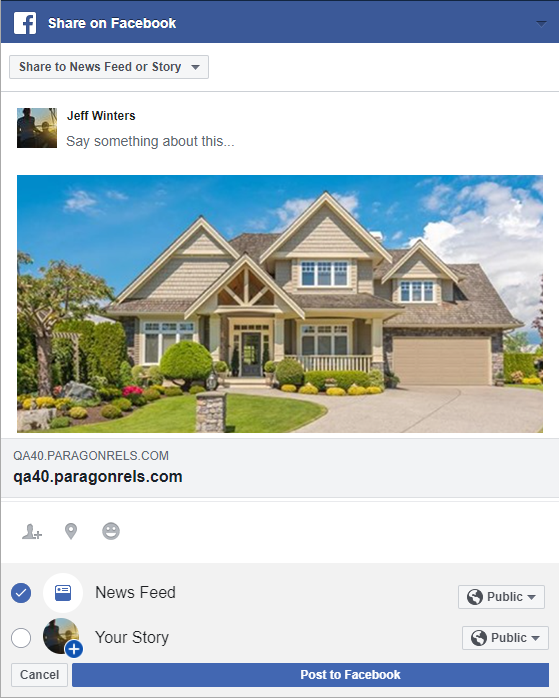 Share on Facebook
Share to News Feed or Story
Jeff Winters
Say something about this...
QA40.PARAGONRELS.COM
qa40.paragonrels.com
News Feed
Public
Your Story
Public
Cancel
Post to Facebook